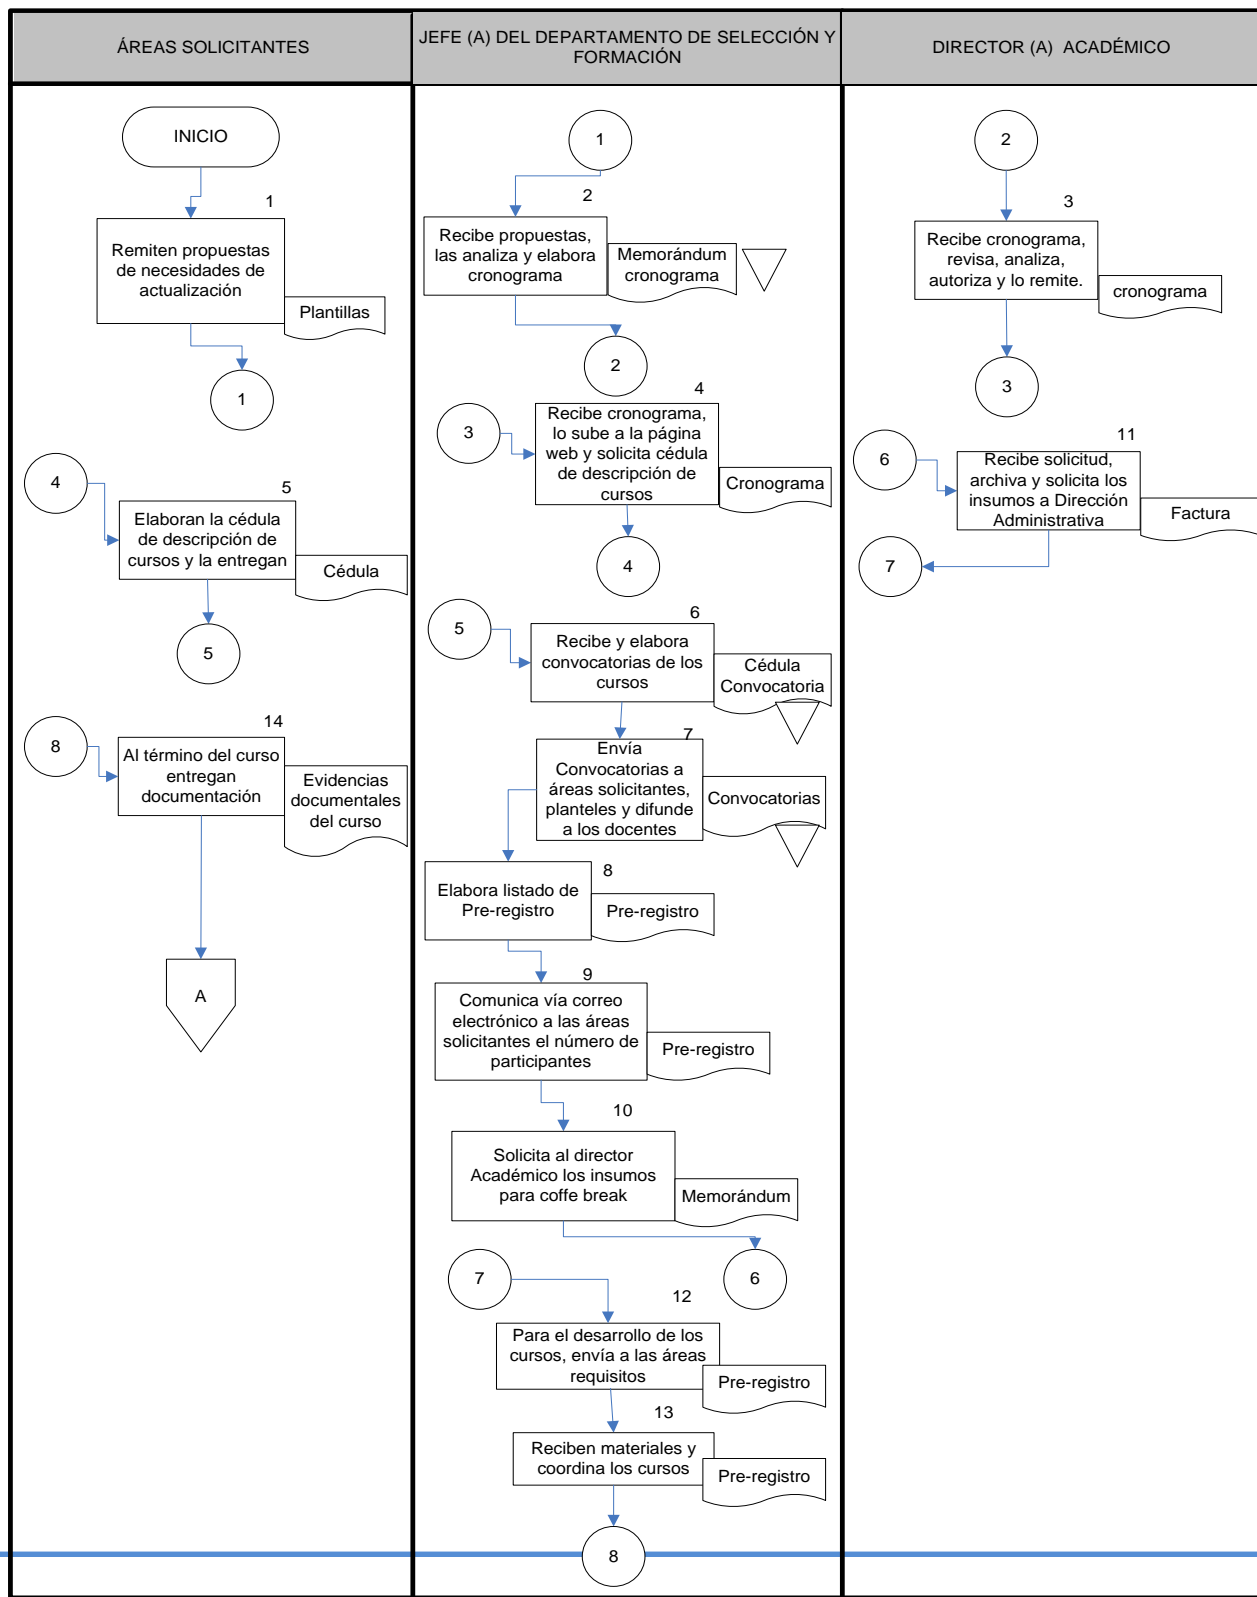 ÁREAS SOLICITANTES
JEFE (A) DEL DEPARTAMENTO DE SELECCIÓN Y
FORMACIÓN
DIRECTOR (A) ACADÉMICO
INICIO
1
Remiten propuestas
de necesidades de
actualización
Plantillas
1
4
5
Elaboran la cédula
de descripción de
cursos y la entregan
Cédula
5
14
8
Al término del curso
entregan
documentación
Evidencias
documentales
del curso
A
1
2
Recibe propuestas,
las analiza y elabora
cronograma
Memorándum
cronograma
2
4
3
Recibe cronograma,
lo sube a la página
web y solicita cédula
de descripción de
cursos
Cronograma
4
6
5
Recibe y elabora
convocatorias de los
cursos
Cédula
Convocatoria
7
Envía
Convocatorias a
áreas solicitantes,
planteles y difunde
a los docentes
Convocatorias
8
Elabora listado de
Pre-registro
Pre-registro
9
Comunica vía correo
electrónico a las áreas
solicitantes el número de
participantes
Pre-registro
10
Solicita al director
Académico los insumos
para coffe break
Memorándum
6
7
12
Para el desarrollo de los
cursos, envía a las áreas
requisitos
Pre-registro
13
Reciben materiales y
coordina los cursos
Pre-registro
8
2
3
Recibe cronograma,
revisa, analiza,
autoriza y lo remite.
cronograma
3
11
6
Recibe solicitud,
archiva y solicita los
insumos a Dirección
Administrativa
Factura
7